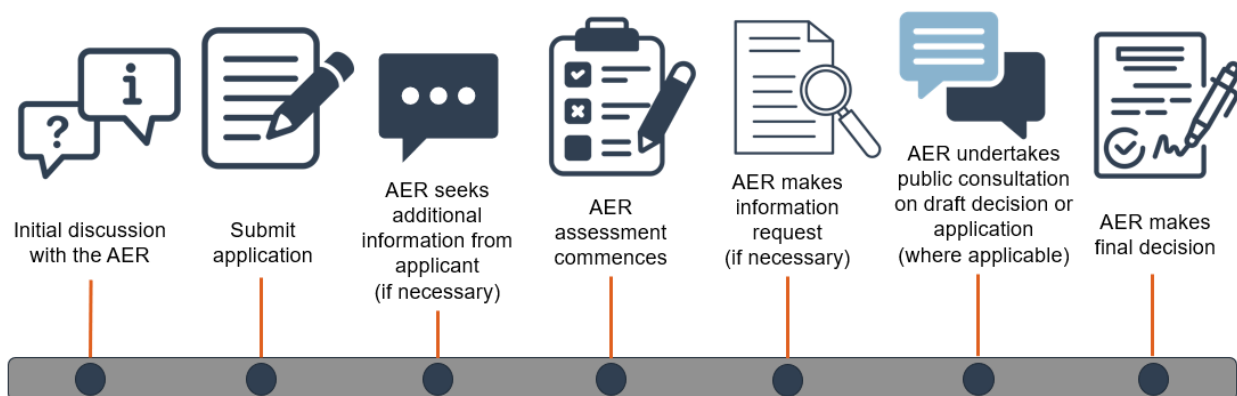 ?
i
Initial discussion
with the AER
Submit
application
AER seeks
additional
information from
applicant
(if necessary)
AER
assessment
commences
AER makes
information
request
(if necessary)
AER undertakes
public consultation
on draft decision or
application
(where applicable)
AER makes
final decision